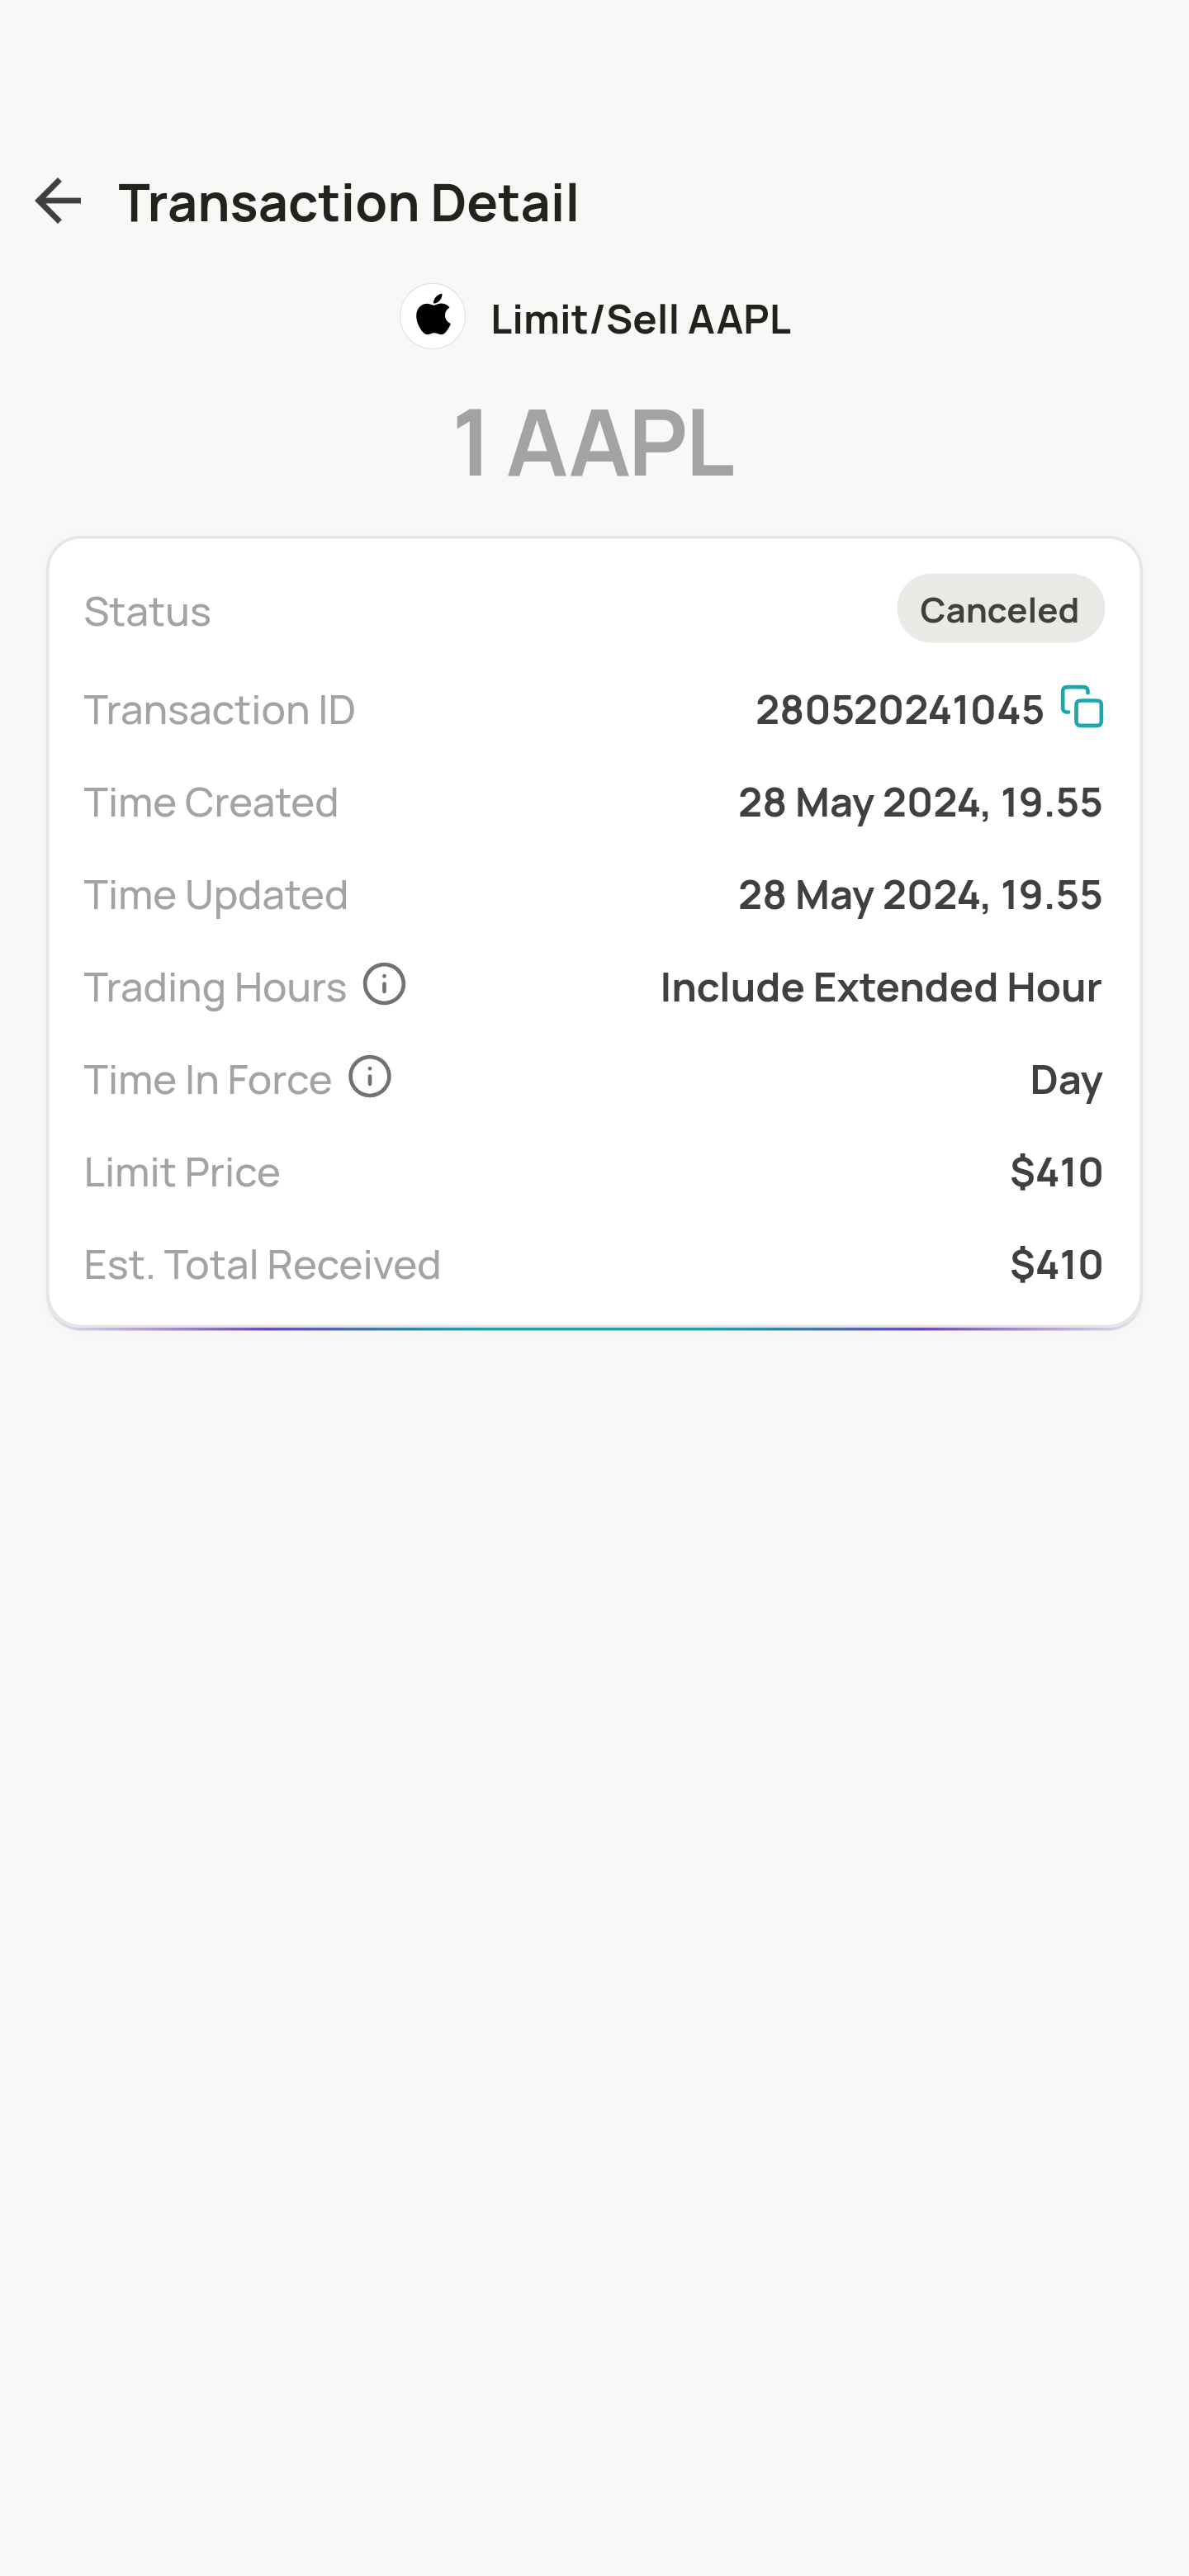 Transaction Detail
Limit/Sell AAPL
1 AAPL
Status Canceled
Transaction ID 280520241045
Time Created 28 May 2024, 19.55
Time Updated 28 May 2024, 19.55
Trading Hours Include Extended Hour
Time In Force Day
Limit Price $410
Est. Total Received $410